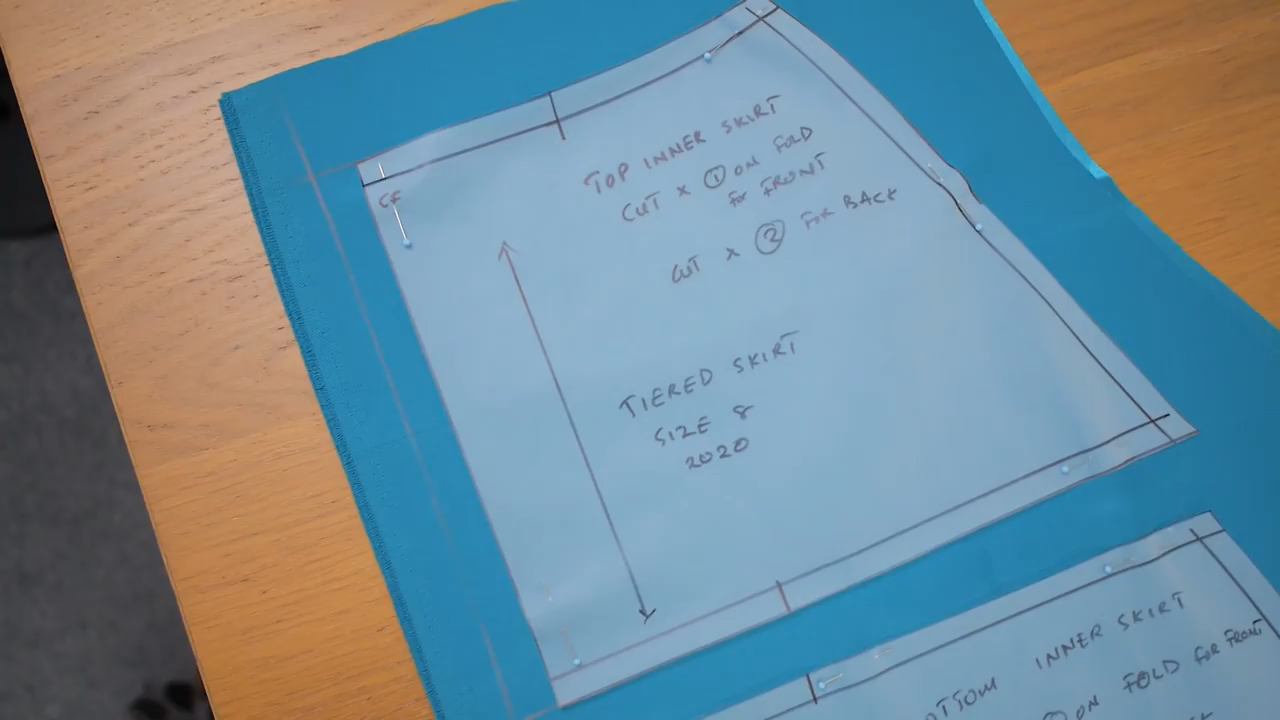 CF
TOP INNER SKIRT
CUT x 1 ON FOLD
FOR FRONT
CUT x 2 FOR BACK
TIERED SKIRT
SIZE 8
2020
INNER SKIRT
ON FOLD FOR FRONT